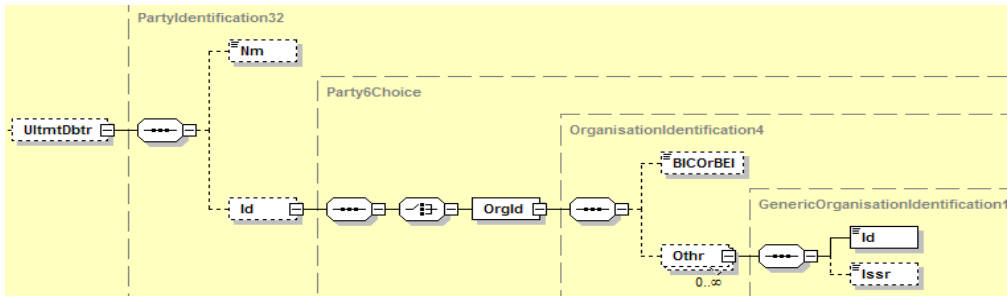 PartyIdentification32
Nm
Party6Choice
UltmtDbtr
OrganisationIdentification4
BICOrBEI
Id
OrgId
GenericOrganisationIdentification1
Id
Othr
0..∞
Issr